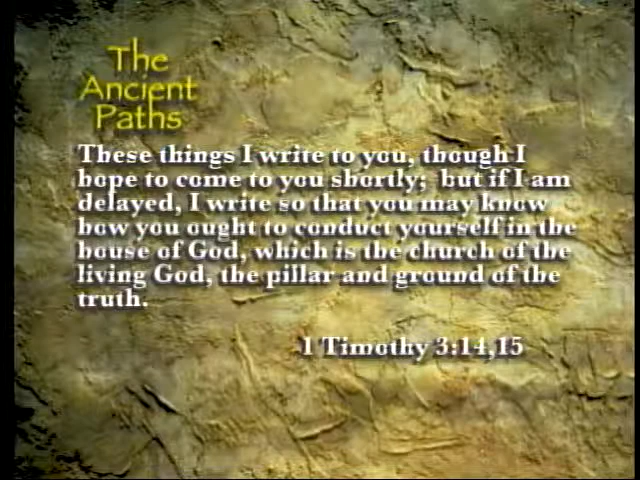 The
Ancient
Paths
These things I write to you, though I
hope to come to you shortly; but if I am
delayed, I write so that you may know
how you ought to conduct yourself in the
house of God, which is the church of the
living God, the pillar and ground of the
truth.
1 Timothy 3:14,15